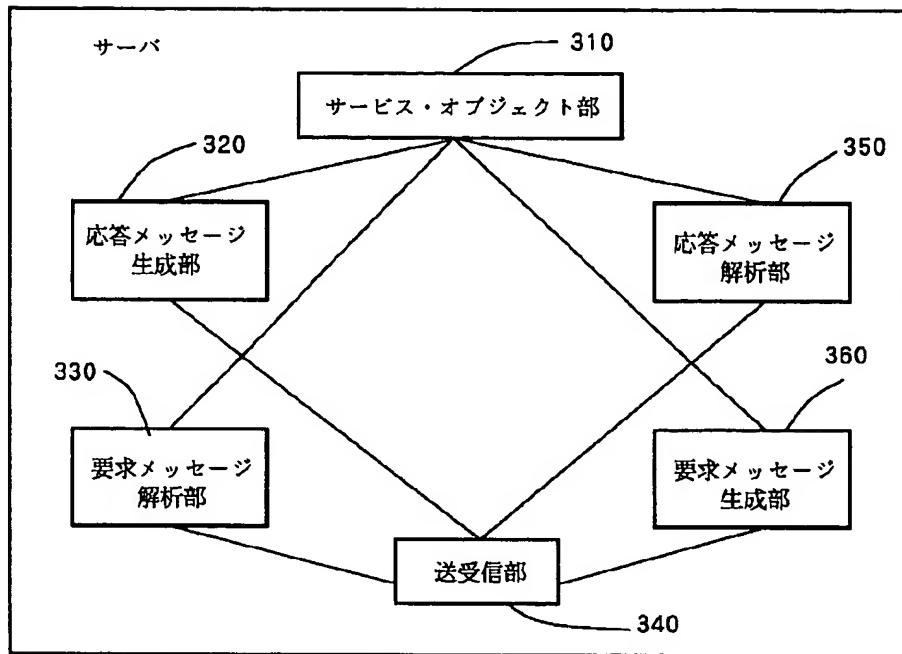 サーバ
310
サービス・オブジェクト部
320
350
応答メッセージ
生成部
応答メッセージ
解析部
330
360
要求メッセージ
解析部
要求メッセージ
生成部
送受信部
340